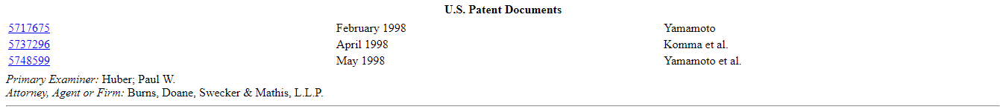 U.S. Patent Documents
5717675 February 1998 Yamamoto
5737296 April 1998 Komma et al.
5748599 May 1998 Yamamoto et al.
Primary Examiner: Huber; Paul W.
Attorney, Agent or Firm: Burns, Doane, Swecker & Mathis, L.L.P.